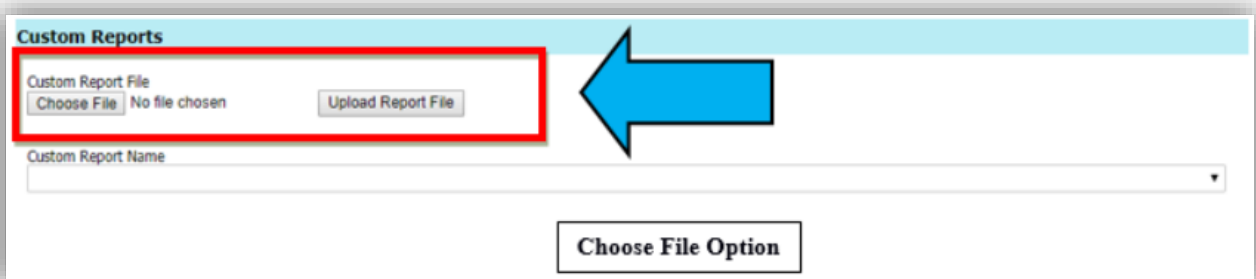 Custom Reports
Custom Report File
Choose File No file chosen Upload Report File
Custom Report Name
Choose File Option